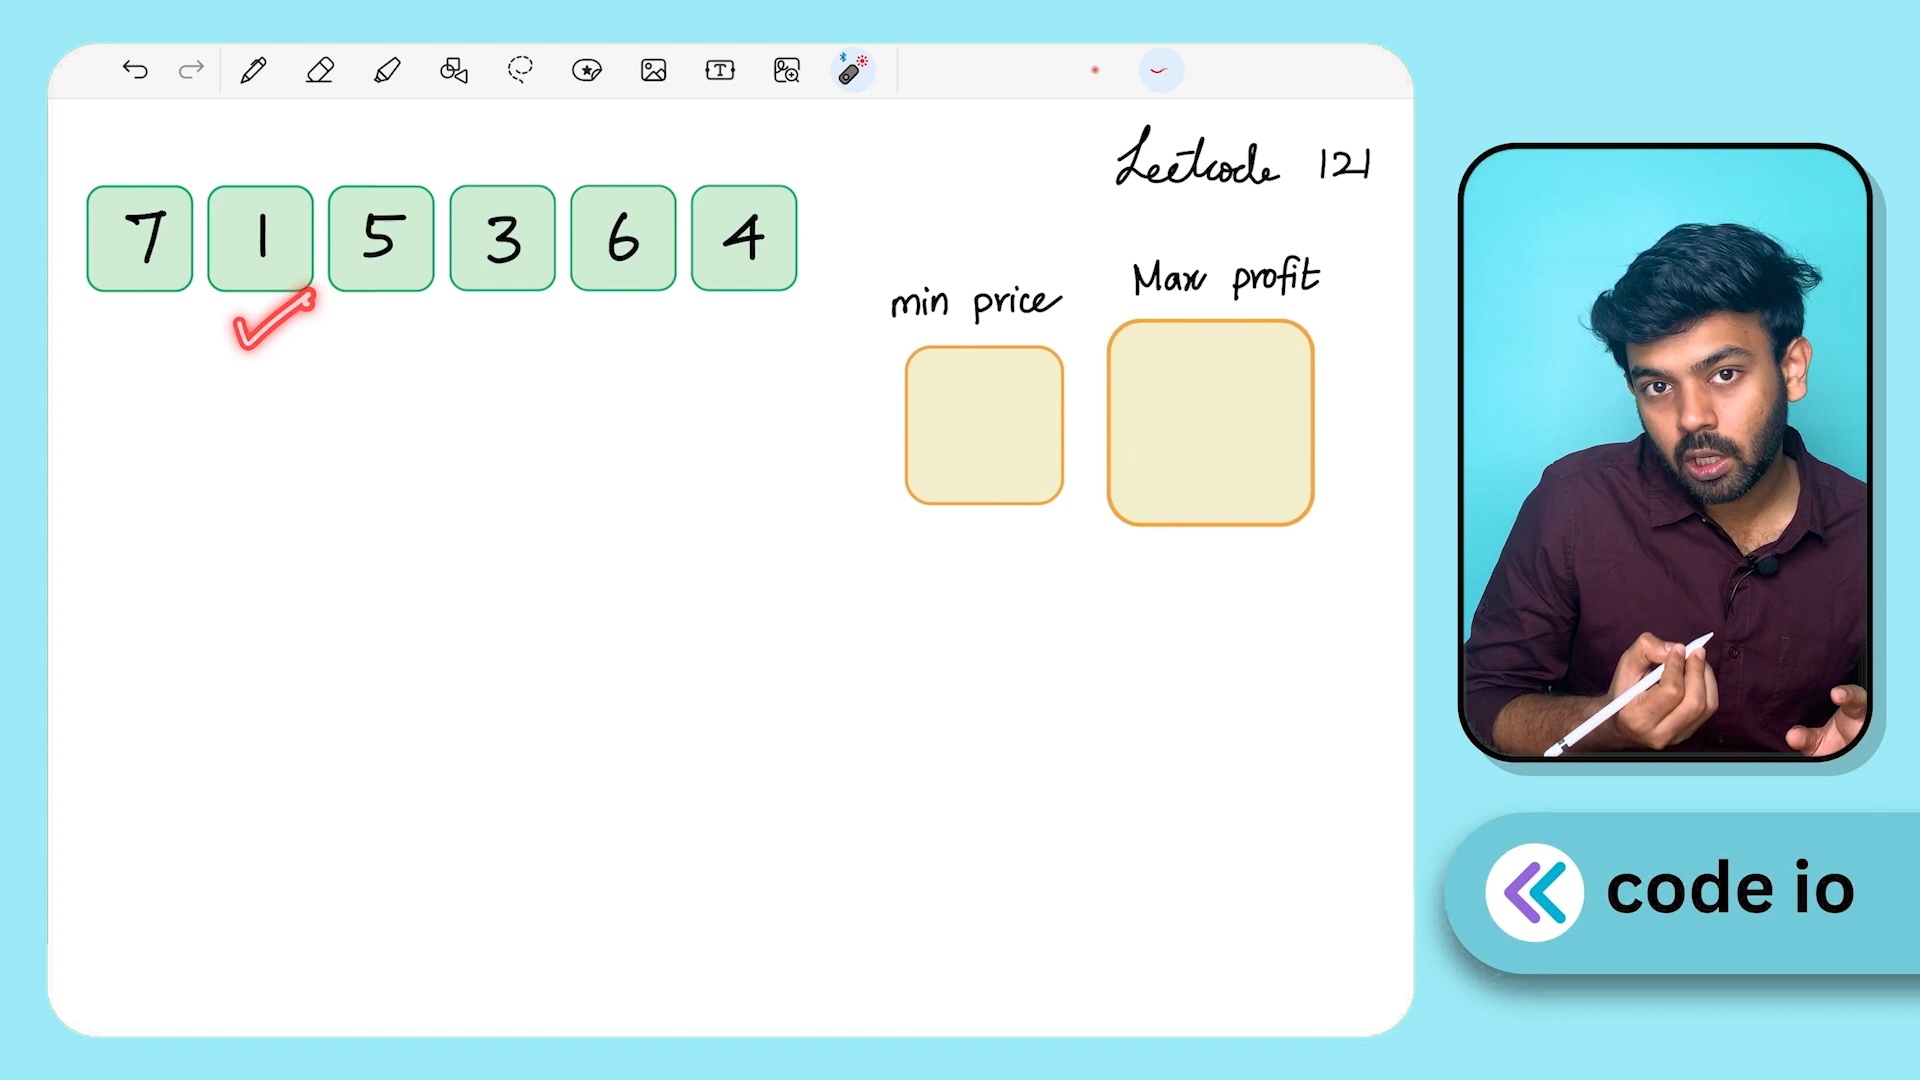 Leetcode 121
7 1 5 3 6 4
min price
Max profit
code io